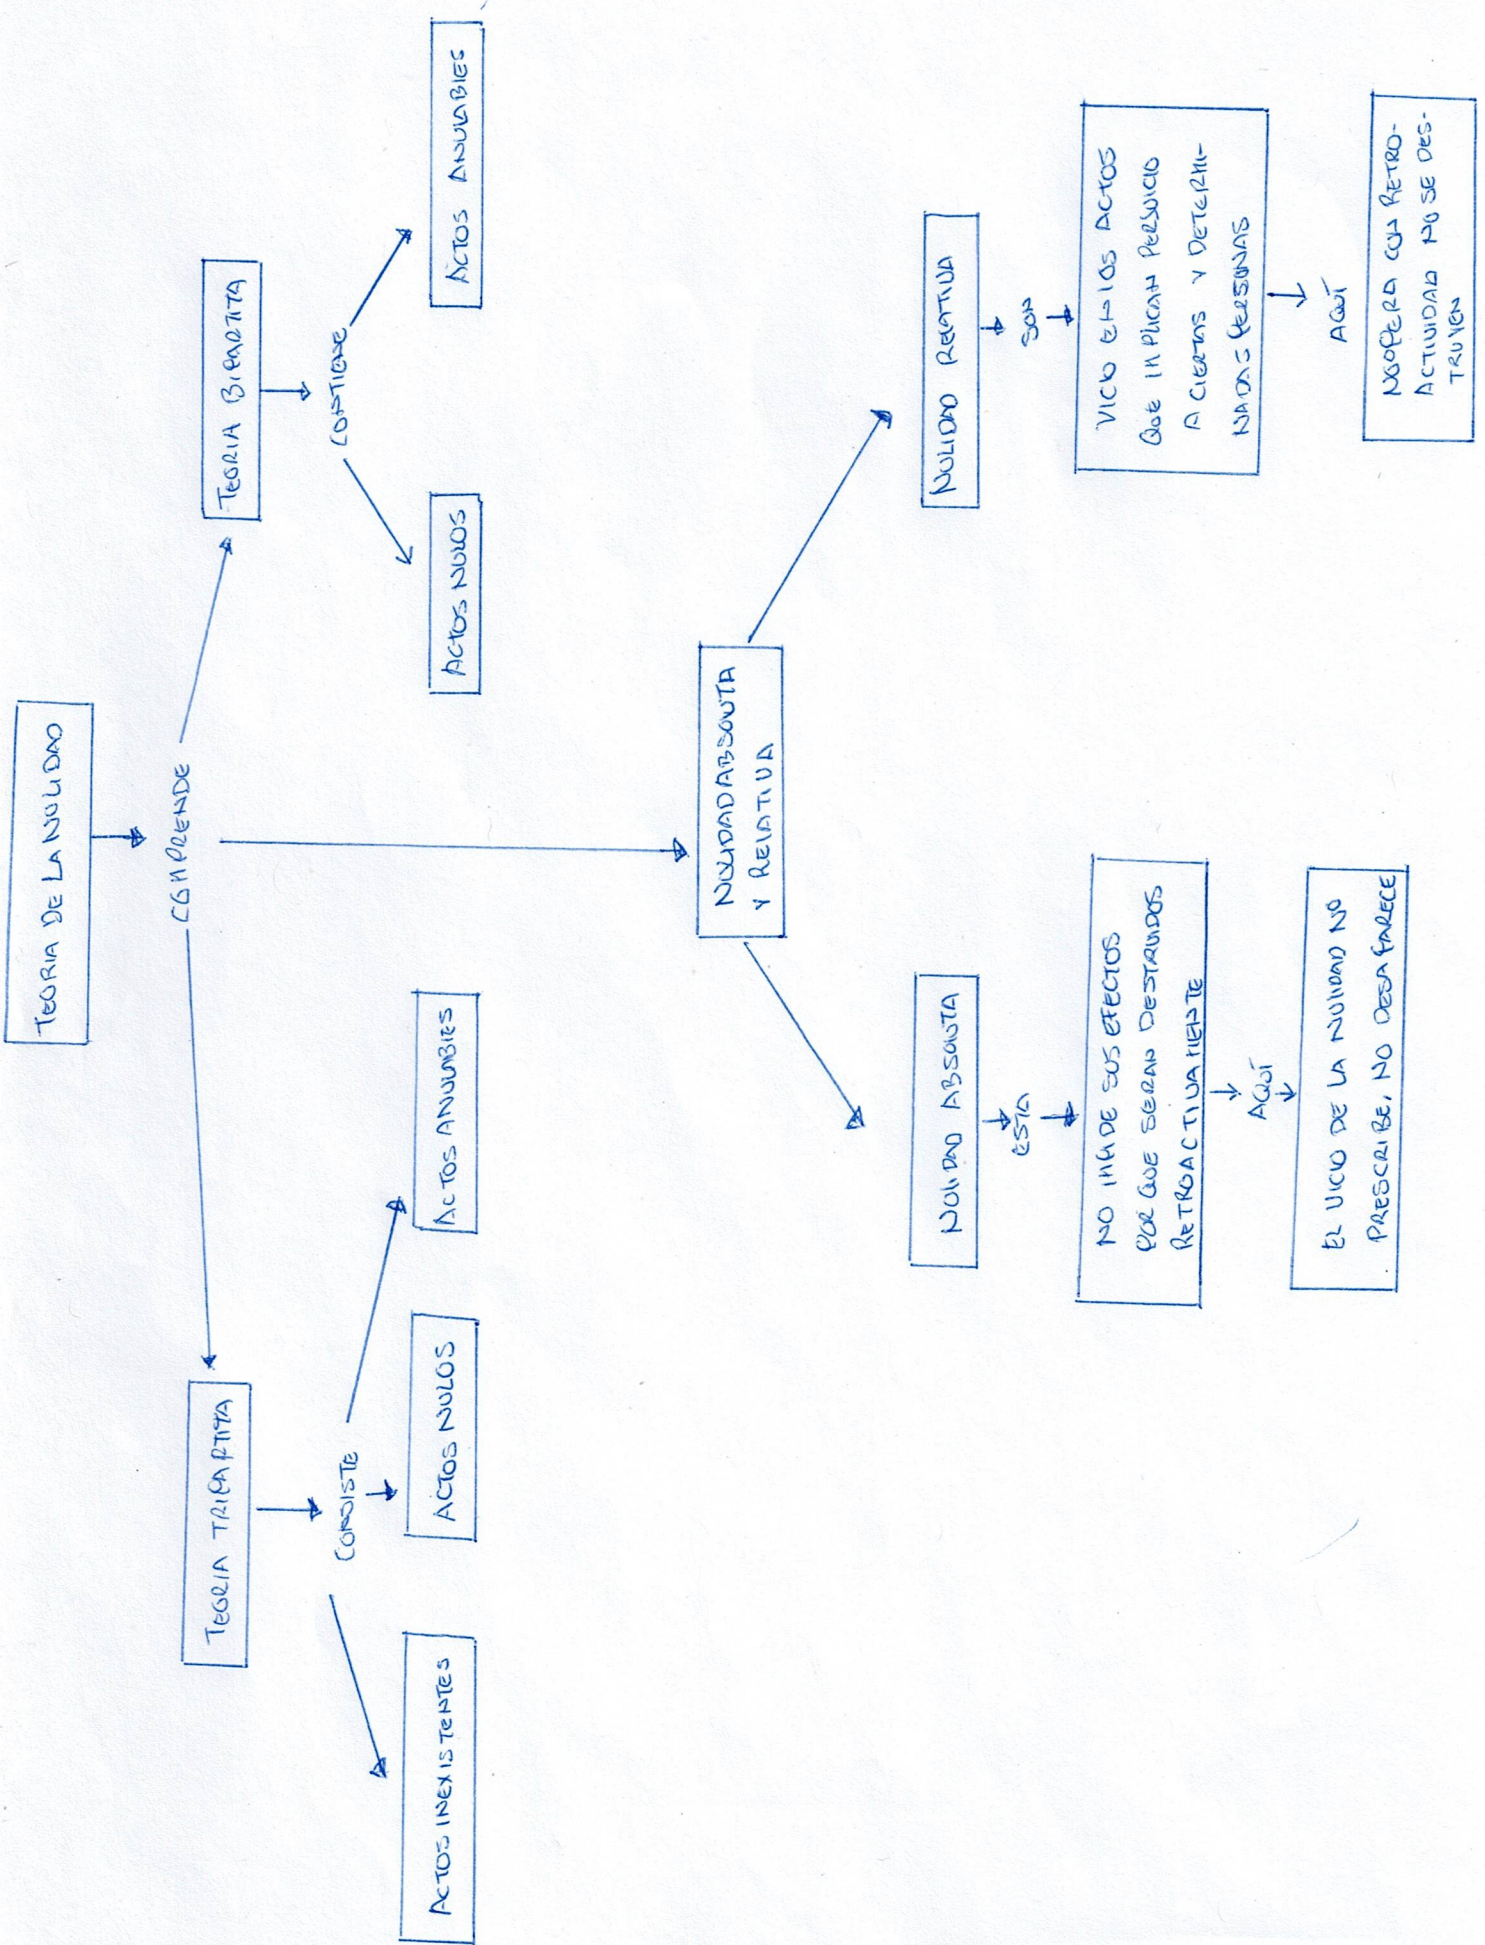 TEORIA DE LA NULIDAD
COMPRENDE
TEORIA TRIPARTITA
CONSISTE
ACTOS INEXISTENTES
ACTOS NULOS
ACTOS ANULABLES
TEORIA BIPARTITA
CONTIENE
ACTOS NULOS
ACTOS ANULABLES
NULIDAD ABSOLUTA
Y RELATIVA
NULIDAD ABSOLUTA
ESTA
NO IMPIDE SUS EFECTOS
POR QUE SERAN DESTRUIDOS
RETROACTIVAMENTE
AQUÍ
EL VICIO DE LA NULIDAD NO
PRESCRIBE, NO DESAPARECE
NULIDAD RELATIVA
SON
VICIO EN LOS ACTOS
QUE IMPLICAN PERJUICIO
A CIERTAS Y DETERMI-
NADAS PERSONAS
AQUÍ
NO OPERA CON RETRO-
ACTIVIDAD NO SE DES-
TRUYEN